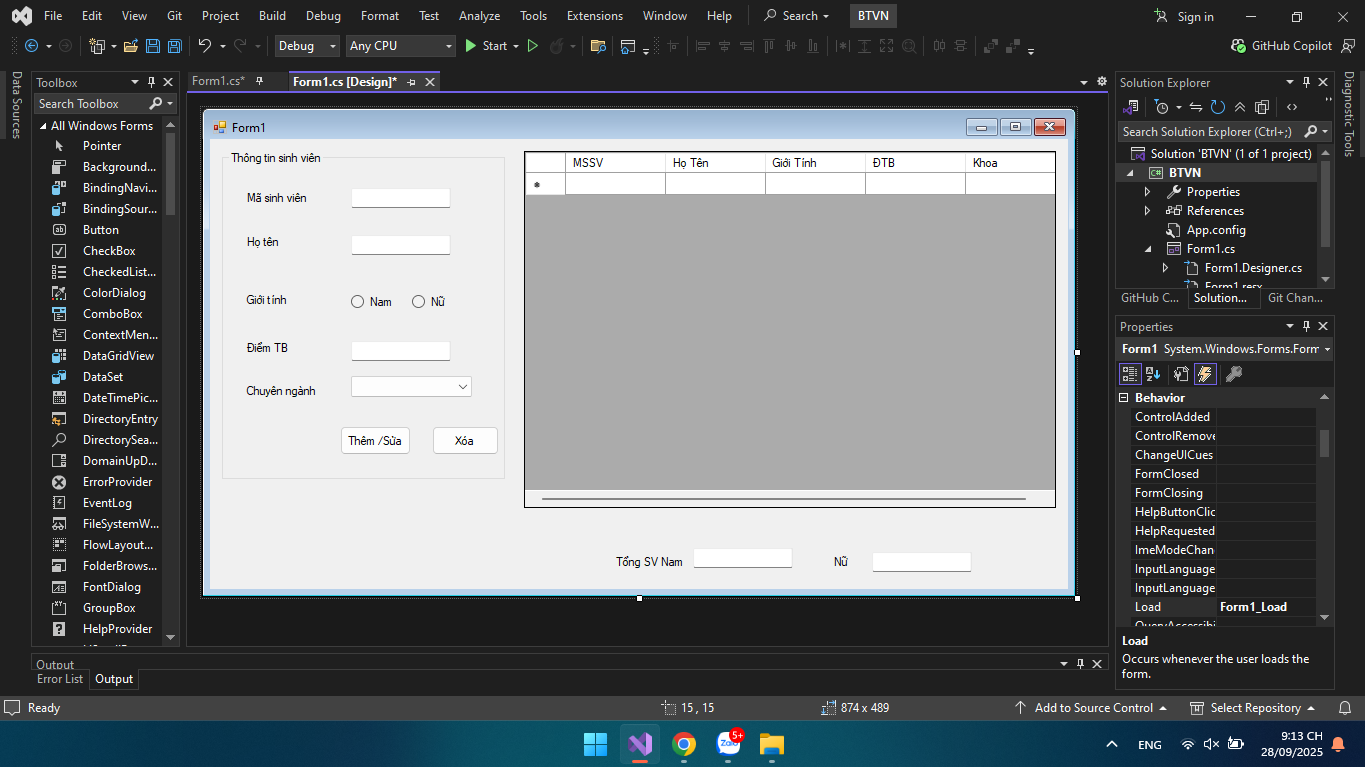 File Edit View Git Project Build Debug Format Test Analyze Tools Extensions Window Help Search BTVN Sign in
Debug Any CPU Start GitHub Copilot
Data Sources
Toolbox
Search Toolbox
All Windows Forms
Pointer
Background...
BindingNavi...
BindingSour...
Button
CheckBox
CheckedList...
ColorDialog
ComboBox
ContextMen...
DataGridView
DataSet
DateTimePic...
DirectoryEntry
DirectorySea...
DomainUpD...
ErrorProvider
EventLog
FileSystemW...
FlowLayout...
FolderBrows...
FontDialog
GroupBox
HelpProvider
Form1.cs* Form1.cs [Design]*
Form1
Thông tin sinh viên
Mã sinh viên
Họ tên
Giới tính Nam Nữ
Điểm TB
Chuyên ngành
Thêm /Sửa Xóa
MSSV Họ Tên Giới Tính ĐTB Khoa
Tổng SV Nam Nữ
Solution Explorer
Search Solution Explorer (Ctrl+;)
Solution 'BTVN' (1 of 1 project)
BTVN
Properties
References
App.config
Form1.cs
Form1.Designer.cs
Form1.resx
GitHub C... Solution... Git Chan...
Diagnostic Tools
Properties
Form1 System.Windows.Forms.Form
Behavior
ControlAdded
ControlRemove
ChangeUICues
FormClosed
FormClosing
HelpButtonClic
HelpRequested
ImeModeChan
InputLanguage
InputLanguage
Load Form1_Load
QueryAccessibi
Load
Occurs whenever the user loads the
form.
Output
Error List Output
Ready 15 , 15 874 x 489 Add to Source Control Select Repository
Zalo 5+
ENG 9:13 CH
28/09/2025